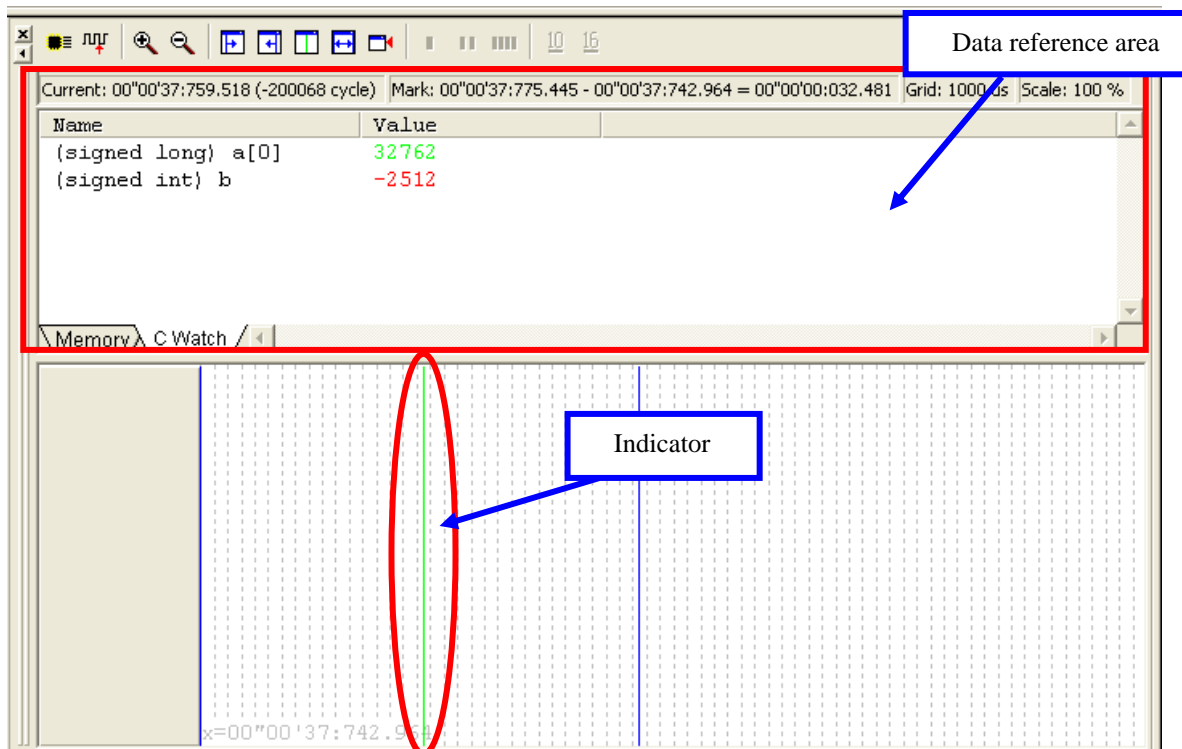 10 16
Data reference area
Current: 00"00'37:759.518 (-200068 cycle) Mark: 00"00'37:775.445 - 00"00'37:742.964 = 00"00'00:032.481 Grid: 1000 us Scale: 100 %
Name Value
(signed long) a[0] 32762
(signed int) b -2512
Memory C Watch
Indicator
x=00"00'37:742.964